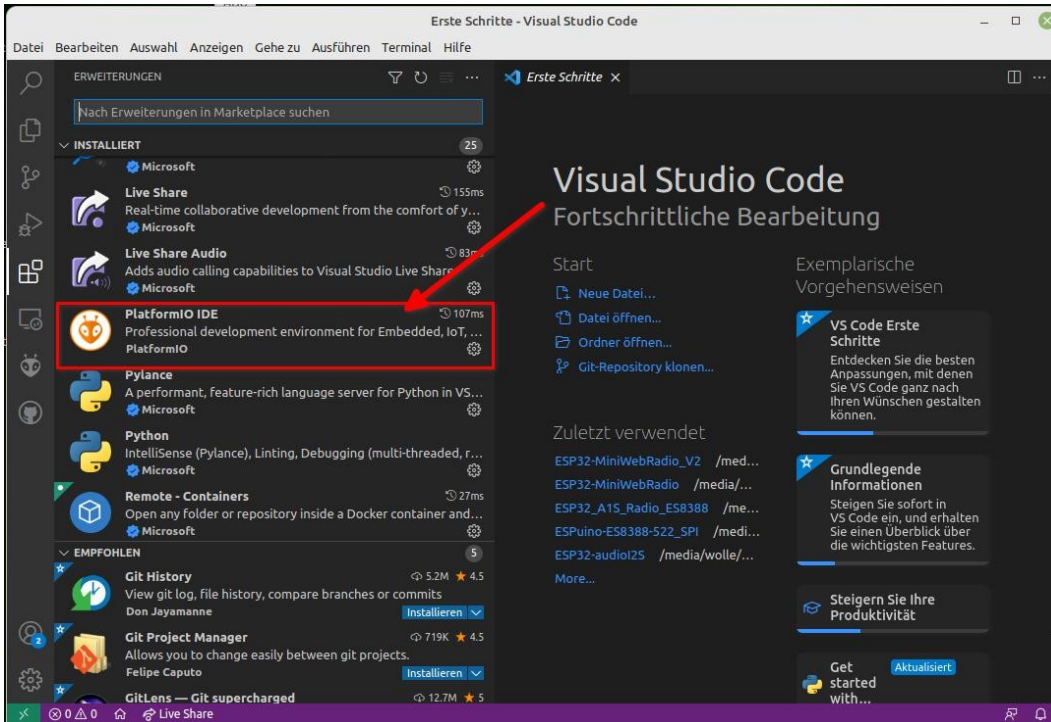 Erste Schritte - Visual Studio Code
Datei Bearbeiten Auswahl Anzeigen Gehe zu Ausführen Terminal Hilfe
ERWEITERUNGEN
Nach Erweiterungen in Marketplace suchen
INSTALLIERT 25
Microsoft
Live Share 155ms
Real-time collaborative development from the comfort of y...
Microsoft
Live Share Audio 83ms
Adds audio calling capabilities to Visual Studio Live Share
Microsoft
PlatformIO IDE 107ms
Professional development environment for Embedded, IoT, ...
PlatformIO
Pylance
A performant, feature-rich language server for Python in VS...
Microsoft
Python
IntelliSense (Pylance), Linting, Debugging (multi-threaded, r...
Microsoft
Remote - Containers 27ms
Open any folder or repository inside a Docker container and...
Microsoft
EMPFOHLEN 5
Git History 5.2M 4.5
View git log, file history, compare branches or commits
Don Jayamanne Installieren
Git Project Manager 719K 4.5
Allows you to change easily between git projects.
Felipe Caputo Installieren
GitLens — Git supercharged 12.7M 5
2
Erste Schritte
Visual Studio Code
Fortschrittliche Bearbeitung
Start
Neue Datei...
Datei öffnen...
Ordner öffnen...
Git-Repository klonen...
Zuletzt verwendet
ESP32-MiniWebRadio_V2 /med...
ESP32-MiniWebRadio /media/...
ESP32_A1S_Radio_ES8388 /me...
ESPuino-ES8388-522_SPI /medi...
ESP32-audioI2S /media/wolle/...
More...
Exemplarische
Vorgehensweisen
VS Code Erste
Schritte
Entdecken Sie die besten
Anpassungen, mit denen
Sie VS Code ganz nach
Ihren Wünschen gestalten
können.
Grundlegende
Informationen
Steigen Sie sofort in
VS Code ein, und erhalten
Sie einen Überblick über
die wichtigsten Features.
Steigern Sie Ihre
Produktivität
Get Aktualisiert
started
with...
0 0 Live Share